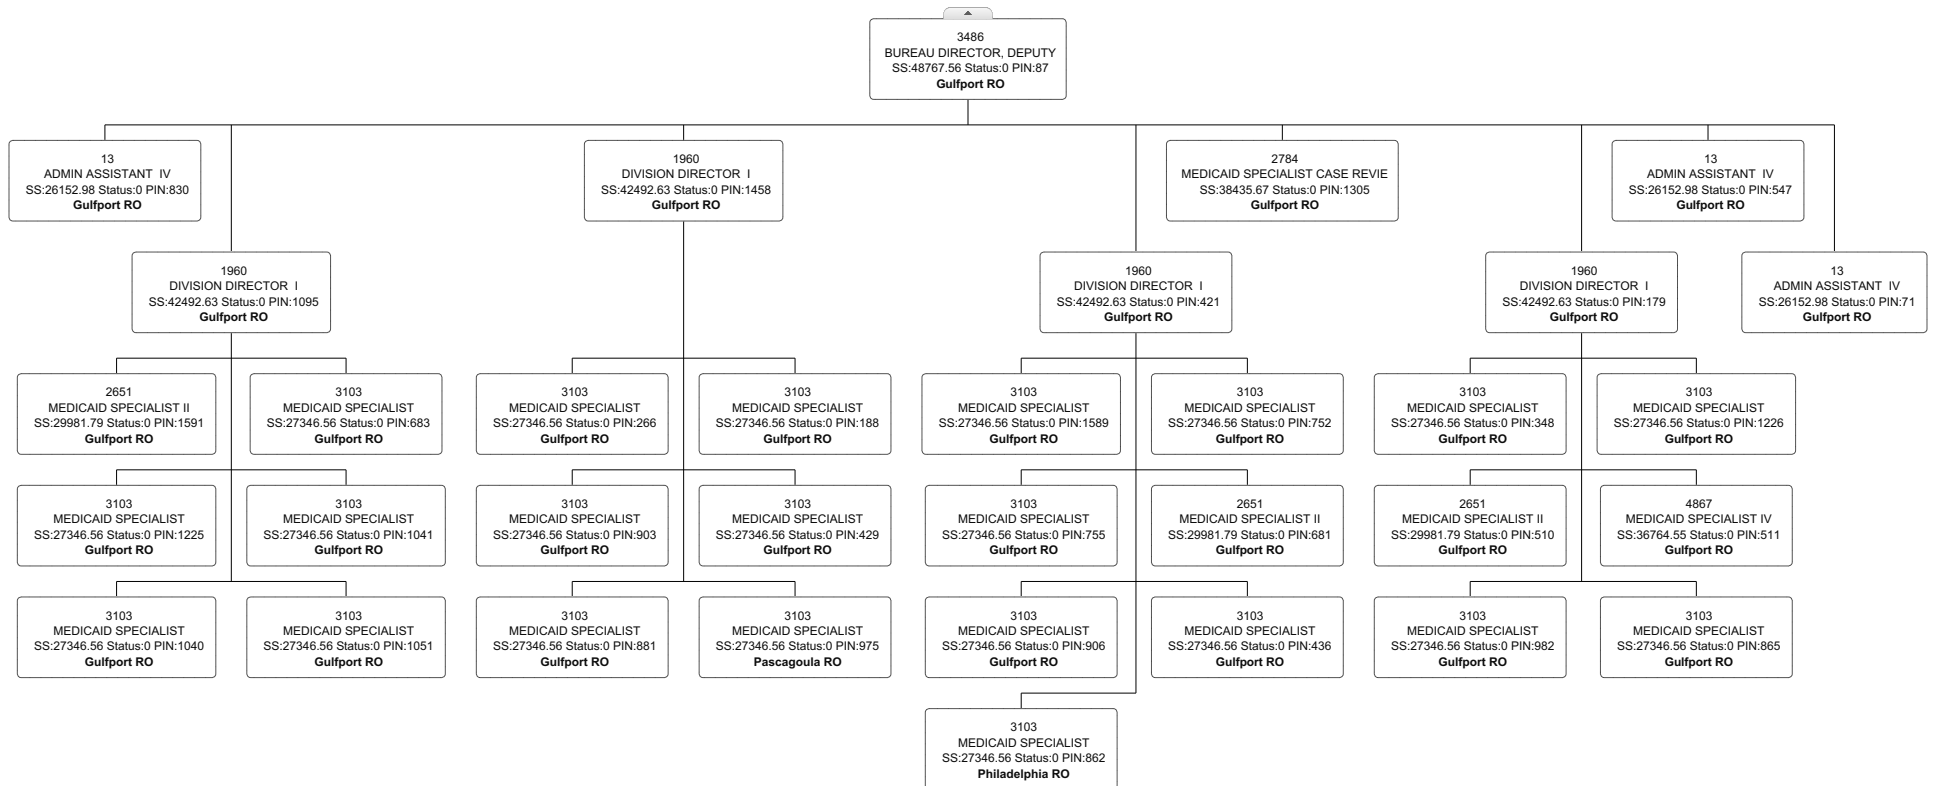 3486
BUREAU DIRECTOR, DEPUTY
SS:48767.56 Status:0 PIN:87
Gulfport RO
13
ADMIN ASSISTANT IV
SS:26152.98 Status:0 PIN:830
Gulfport RO
1960
DIVISION DIRECTOR I
SS:42492.63 Status:0 PIN:1458
Gulfport RO
2784
MEDICAID SPECIALIST CASE REVIE
SS:38435.67 Status:0 PIN:1305
Gulfport RO
13
ADMIN ASSISTANT IV
SS:26152.98 Status:0 PIN:547
Gulfport RO
1960
DIVISION DIRECTOR I
SS:42492.63 Status:0 PIN:1095
Gulfport RO
1960
DIVISION DIRECTOR I
SS:42492.63 Status:0 PIN:421
Gulfport RO
1960
DIVISION DIRECTOR I
SS:42492.63 Status:0 PIN:179
Gulfport RO
13
ADMIN ASSISTANT IV
SS:26152.98 Status:0 PIN:71
Gulfport RO
2651
MEDICAID SPECIALIST II
SS:29981.79 Status:0 PIN:1591
Gulfport RO
3103
MEDICAID SPECIALIST
SS:27346.56 Status:0 PIN:683
Gulfport RO
3103
MEDICAID SPECIALIST
SS:27346.56 Status:0 PIN:266
Gulfport RO
3103
MEDICAID SPECIALIST
SS:27346.56 Status:0 PIN:188
Gulfport RO
3103
MEDICAID SPECIALIST
SS:27346.56 Status:0 PIN:1589
Gulfport RO
3103
MEDICAID SPECIALIST
SS:27346.56 Status:0 PIN:752
Gulfport RO
3103
MEDICAID SPECIALIST
SS:27346.56 Status:0 PIN:348
Gulfport RO
3103
MEDICAID SPECIALIST
SS:27346.56 Status:0 PIN:1226
Gulfport RO
3103
MEDICAID SPECIALIST
SS:27346.56 Status:0 PIN:1225
Gulfport RO
3103
MEDICAID SPECIALIST
SS:27346.56 Status:0 PIN:1041
Gulfport RO
3103
MEDICAID SPECIALIST
SS:27346.56 Status:0 PIN:903
Gulfport RO
3103
MEDICAID SPECIALIST
SS:27346.56 Status:0 PIN:429
Gulfport RO
3103
MEDICAID SPECIALIST
SS:27346.56 Status:0 PIN:755
Gulfport RO
2651
MEDICAID SPECIALIST II
SS:29981.79 Status:0 PIN:681
Gulfport RO
2651
MEDICAID SPECIALIST II
SS:29981.79 Status:0 PIN:510
Gulfport RO
4867
MEDICAID SPECIALIST IV
SS:36764.55 Status:0 PIN:511
Gulfport RO
3103
MEDICAID SPECIALIST
SS:27346.56 Status:0 PIN:1040
Gulfport RO
3103
MEDICAID SPECIALIST
SS:27346.56 Status:0 PIN:1051
Gulfport RO
3103
MEDICAID SPECIALIST
SS:27346.56 Status:0 PIN:881
Gulfport RO
3103
MEDICAID SPECIALIST
SS:27346.56 Status:0 PIN:975
Pascagoula RO
3103
MEDICAID SPECIALIST
SS:27346.56 Status:0 PIN:906
Gulfport RO
3103
MEDICAID SPECIALIST
SS:27346.56 Status:0 PIN:436
Gulfport RO
3103
MEDICAID SPECIALIST
SS:27346.56 Status:0 PIN:982
Gulfport RO
3103
MEDICAID SPECIALIST
SS:27346.56 Status:0 PIN:865
Gulfport RO
3103
MEDICAID SPECIALIST
SS:27346.56 Status:0 PIN:862
Philadelphia RO